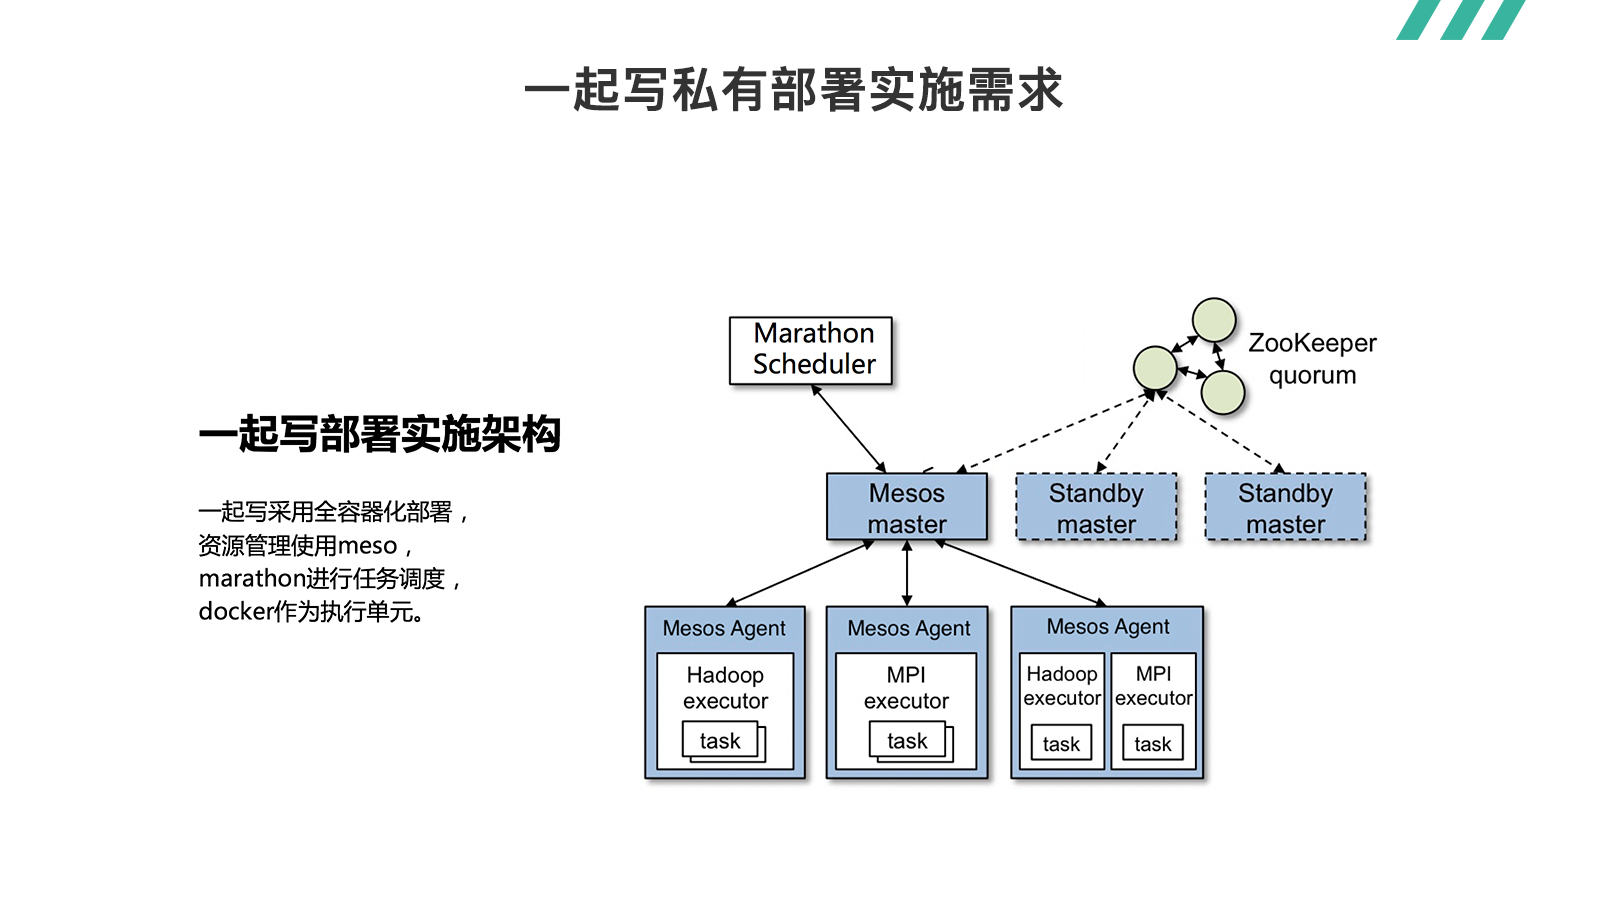 一起写私有部署实施需求
一起写部署实施架构
一起写采用全容器化部署，
资源管理使用meso，
marathon进行任务调度，
docker作为执行单元。
Marathon
Scheduler
ZooKeeper
quorum
Mesos
master
Standby
master
Standby
master
Mesos Agent
Hadoop
executor
task
Mesos Agent
MPI
executor
task
Mesos Agent
Hadoop
executor
task
MPI
executor
task